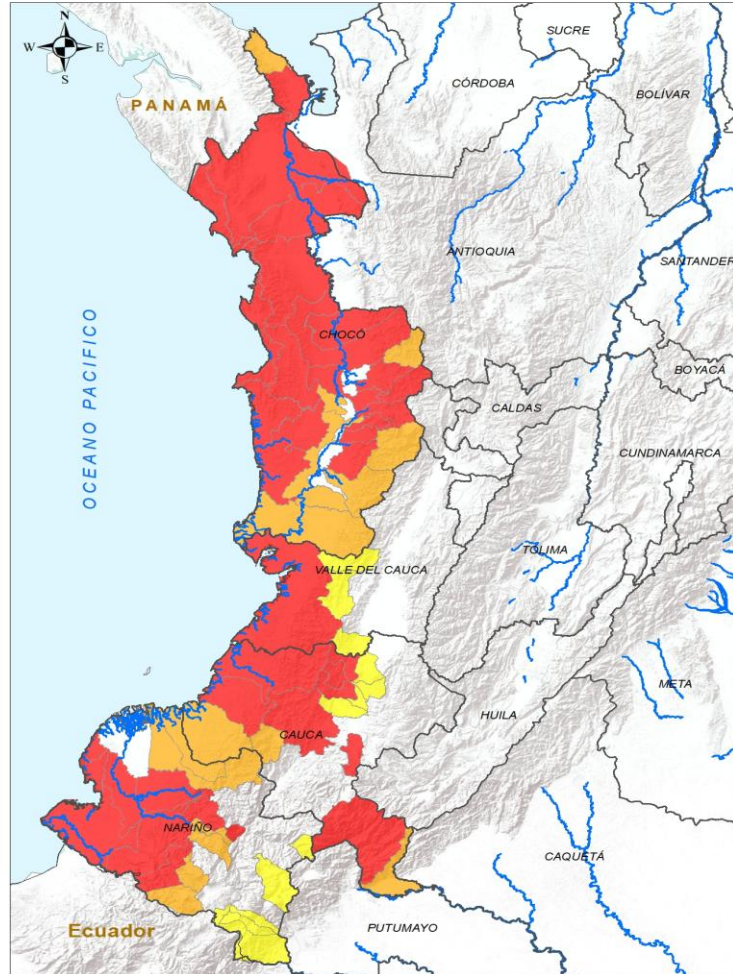 N
W E
S
SUCRE
CÓRDOBA
PANAMÁ
BOLÍVAR
ANTIOQUIA
SANTANDER
OCEANO PACIFICO
CHOCÓ
BOYACÁ
CALDAS
CUNDINAMARCA
TOLIMA
VALLE DEL CAUCA
META
HUILA
CAUCA
NARIÑO
CAQUETÁ
PUTUMAYO
Ecuador